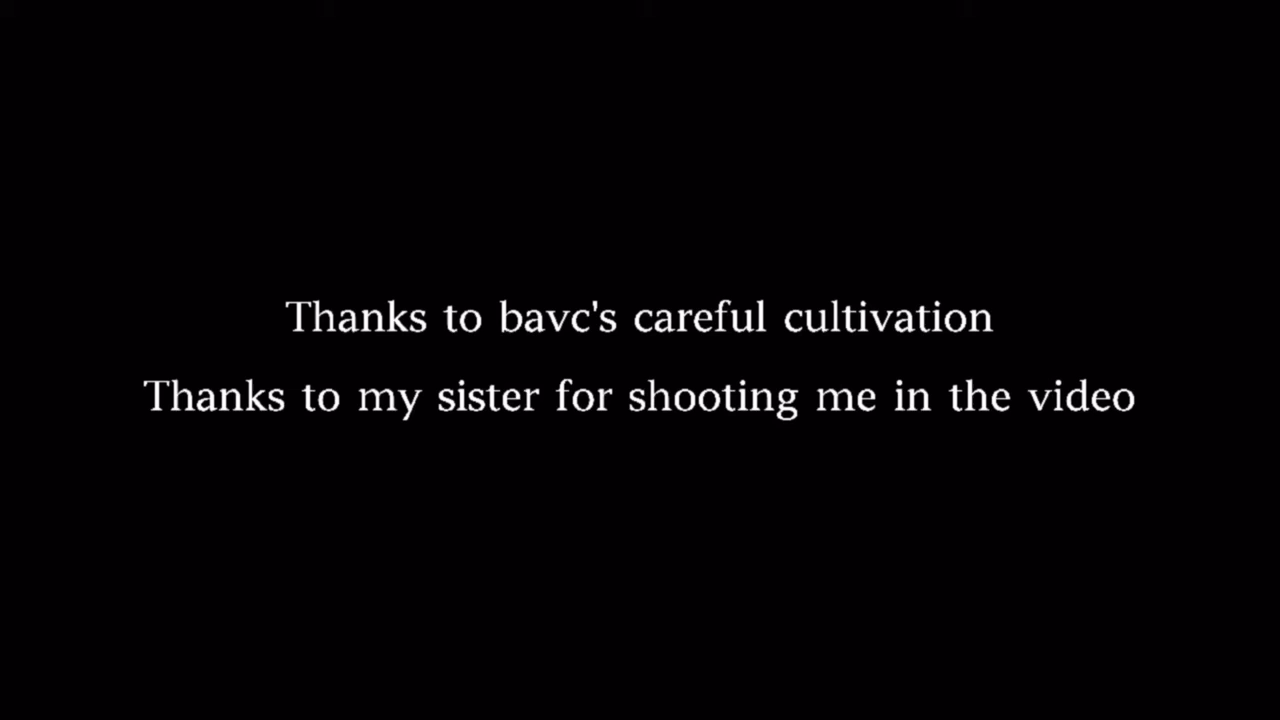 Thanks to bavc's careful cultivation
Thanks to my sister for shooting me in the video